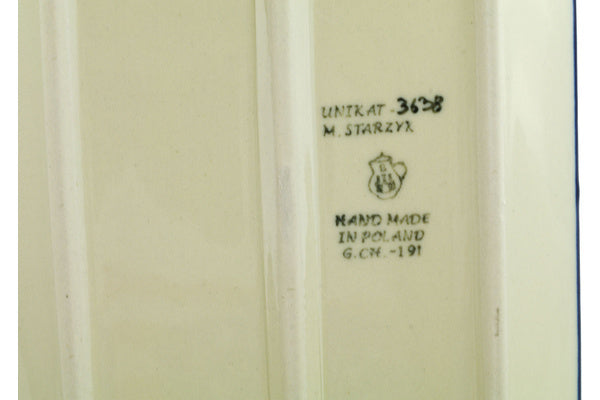 UNIKAT - 3638
M. STARZYK
HAND MADE
IN POLAND
G.CH. - 191